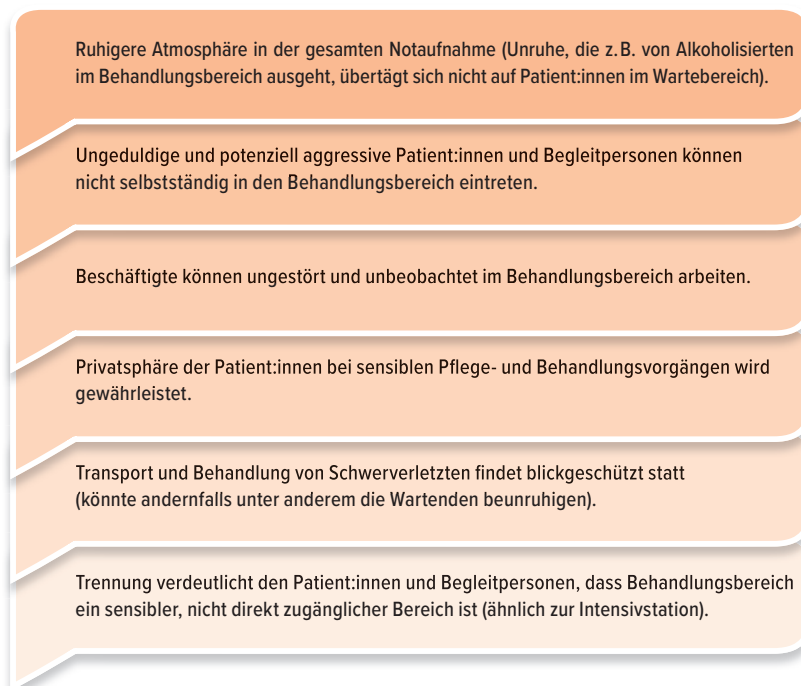 Ruhigere Atmosphäre in der gesamten Notaufnahme (Unruhe, die z. B. von Alkoholisierten
im Behandlungsbereich ausgeht, übertägt sich nicht auf Patient:innen im Wartebereich).
Ungeduldige und potenziell aggressive Patient:innen und Begleitpersonen können
nicht selbstständig in den Behandlungsbereich eintreten.
Beschäftigte können ungestört und unbeobachtet im Behandlungsbereich arbeiten.
Privatsphäre der Patient:innen bei sensiblen Pflege- und Behandlungsvorgängen wird
gewährleistet.
Transport und Behandlung von Schwerverletzten findet blickgeschützt statt
(könnte andernfalls unter anderem die Wartenden beunruhigen).
Trennung verdeutlicht den Patient:innen und Begleitpersonen, dass Behandlungsbereich
ein sensibler, nicht direkt zugänglicher Bereich ist (ähnlich zur Intensivstation).